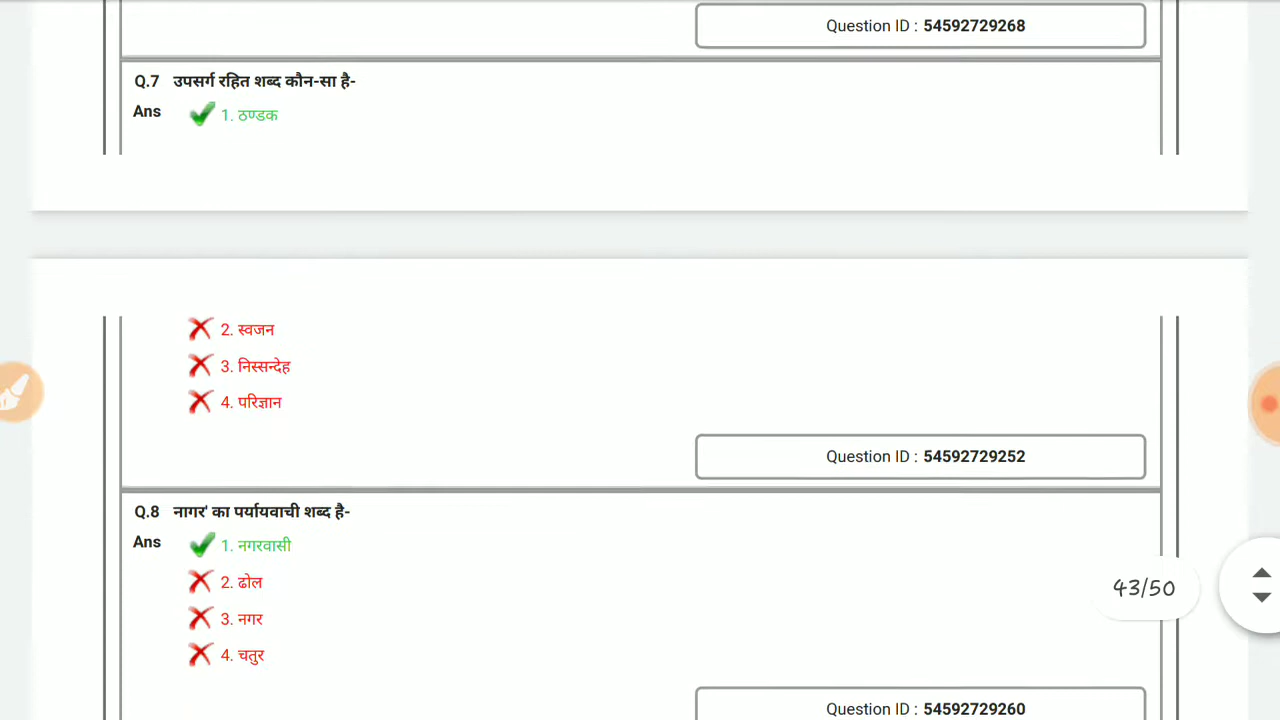 Question ID : 54592729268
Q.7 उपसर्ग रहित शब्द कौन-सा है-
Ans 1. ठण्डक
2. स्वजन
3. निस्सन्देह
4. परिज्ञान
Question ID : 54592729252
Q.8 नागर' का पर्यायवाची शब्द है-
Ans 1. नगरवासी
2. ढोल
3. नगर
4. चतुर
43/50
Question ID : 54592729260